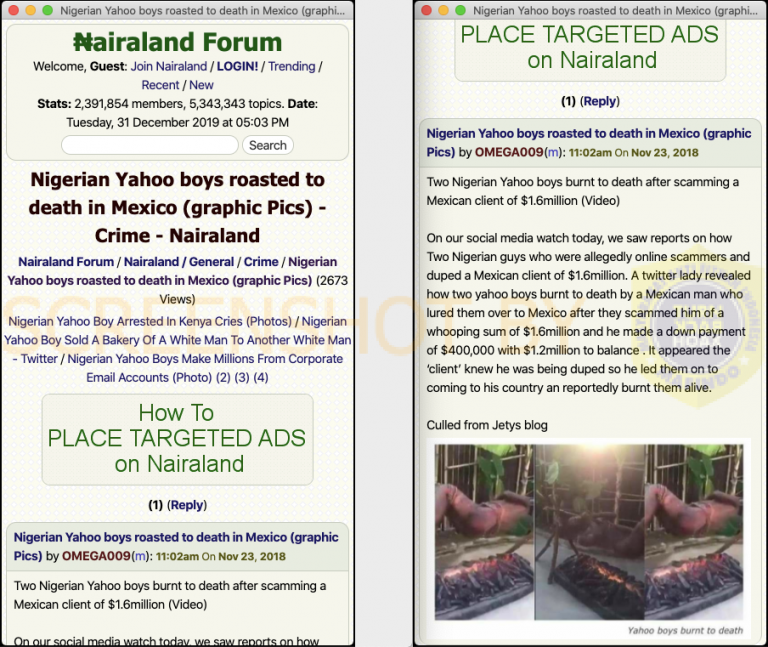 Nigerian Yahoo boys roasted to death in Mexico (graphic Pics)...
₦airaland Forum
Welcome, Guest: Join Nairaland / LOGIN! / Trending /
Recent / New
Stats: 2,391,854 members, 5,343,343 topics. Date:
Tuesday, 31 December 2019 at 05:03 PM
Search
Nigerian Yahoo boys roasted to
death in Mexico (graphic Pics) -
Crime - Nairaland
Nairaland Forum / Nairaland / General / Crime / Nigerian
Yahoo boys roasted to death in Mexico (graphic Pics) (2673
Views)
Nigerian Yahoo Boy Arrested In Kenya Cries (Photos) / Nigerian
Yahoo Boy Sold A Bakery Of A White Man To Another White Man
- Twitter / Nigerian Yahoo Boys Make Millions From Corporate
Email Accounts (Photo) (2) (3) (4)
How To
PLACE TARGETED ADS
on Nairaland
(1) (Reply)
Nigerian Yahoo boys roasted to death in Mexico (graphic
Pics) by OMEGA009(m): 11:02am On Nov 23, 2018
Two Nigerian Yahoo boys burnt to death after scamming a
Mexican client of $1.6million (Video)
On our social media watch today, we saw reports on how
Nigerian Yahoo boys roasted to death in Mexico (graphi...
PLACE TARGETED ADS
on Nairaland
(1) (Reply)
Nigerian Yahoo boys roasted to death in Mexico (graphic
Pics) by OMEGA009(m): 11:02am On Nov 23, 2018
Two Nigerian Yahoo boys burnt to death after scamming a
Mexican client of $1.6million (Video)
On our social media watch today, we saw reports on how
Two Nigerian guys who were allegedly online scammers and
duped a Mexican client of $1.6million. A twitter lady revealed
how two yahoo boys burnt to death by a Mexican man who
lured them over to Mexico after they scammed him of a
whooping sum of $1.6million and he made a down payment
of $400,000 with $1.2million to balance . It appeared the
‘client’ knew he was being duped so he led them on to
coming to his country an reportedly burnt them alive.
Culled from Jetys blog
Yahoo boys burnt to death
SCREENSHOT BY